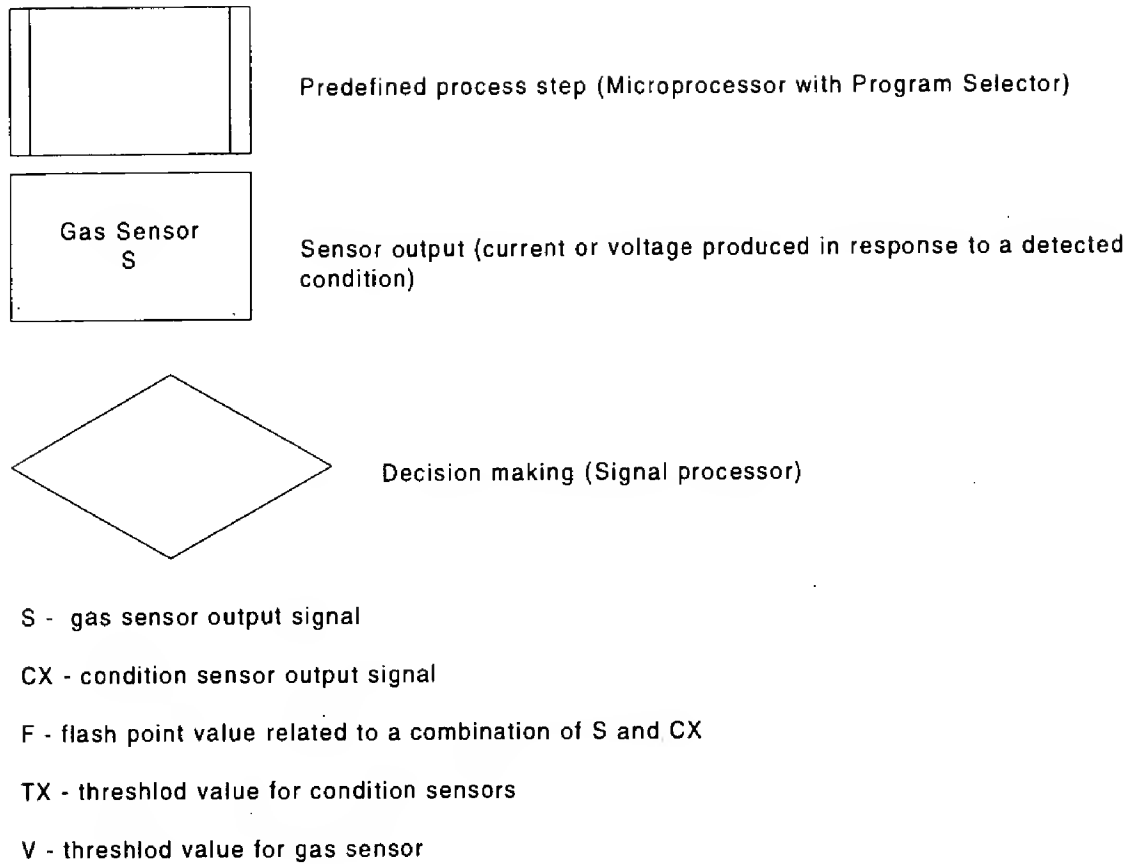 Predefined process step (Microprocessor with Program Selector)
Gas Sensor
S
Sensor output (current or voltage produced in response to a detected
condition)
Decision making (Signal processor)
S - gas sensor output signal
CX - condition sensor output signal
F - flash point value related to a combination of S and CX
TX - threshlod value for condition sensors
V - threshlod value for gas sensor